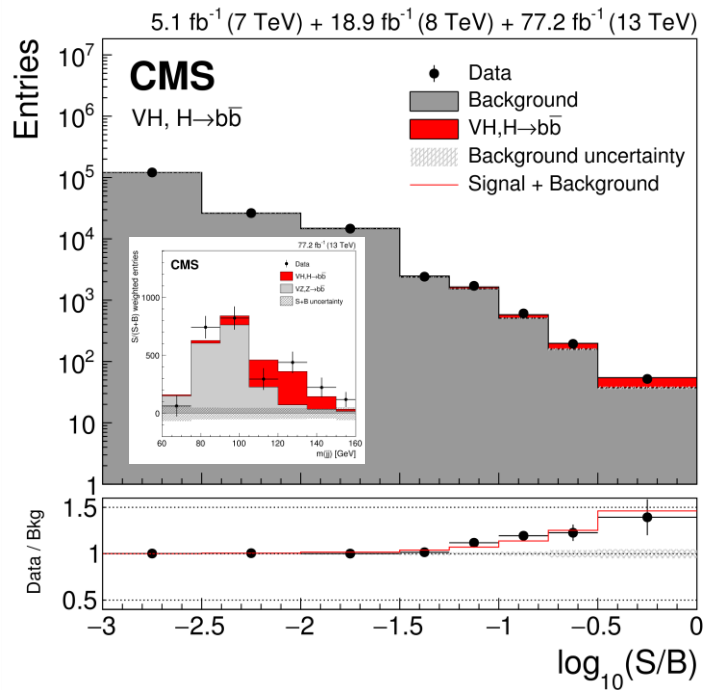 5.1 fb⁻¹ (7 TeV) + 18.9 fb⁻¹ (8 TeV) + 77.2 fb⁻¹ (13 TeV)
Entries
10⁷
10⁶
10⁵
10⁴
10³
10²
10
1
CMS
VH, H→bb̅
Data
Background
VH,H→bb̅
Background uncertainty
Signal + Background
77.2 fb⁻¹ (13 TeV)
CMS
Data
VH,H→bb̅
VZ,Z→bb̅
S+B uncertainty
S/(S+B) weighted entries
1000
500
0
60 80 100 120 140 160
m(jj) [GeV]
Data / Bkg
1.5
1
0.5
−3 −2.5 −2 −1.5 −1 −0.5 0
log₁₀(S/B)